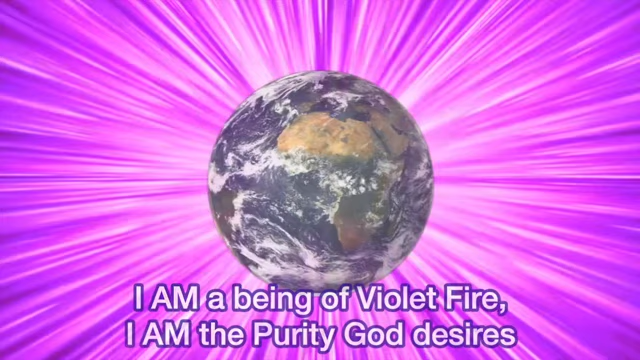 I AM a being of Violet Fire,
I AM the Purity God desires